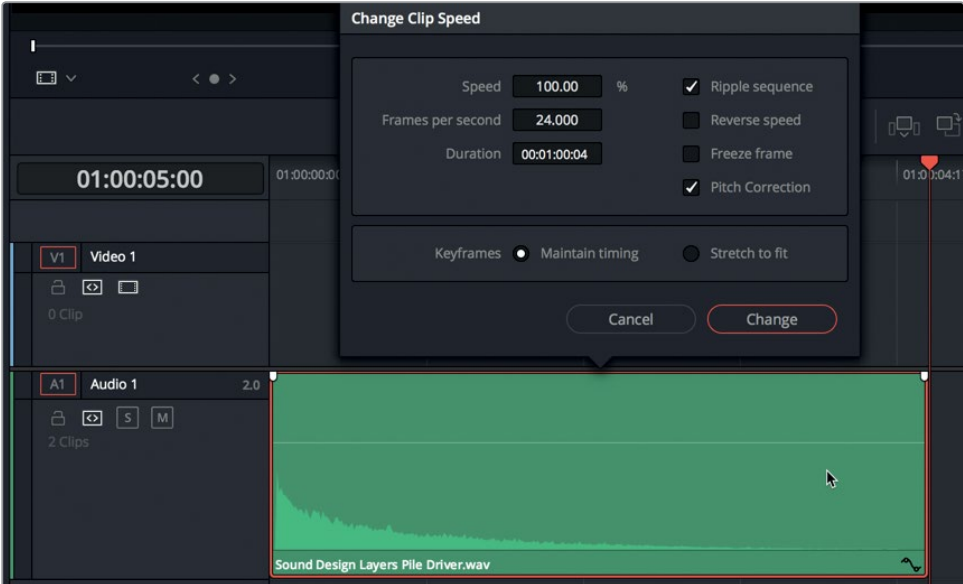 Change Clip Speed
Speed 100.00 % Ripple sequence
Frames per second 24.000 Reverse speed
Duration 00:01:00:04 Freeze frame
Pitch Correction
01:00:05:00
Keyframes Maintain timing Stretch to fit
Cancel Change
V1 Video 1
0 Clip
A1 Audio 1 2.0
S M
2 Clips
Sound Design Layers Pile Driver.wav